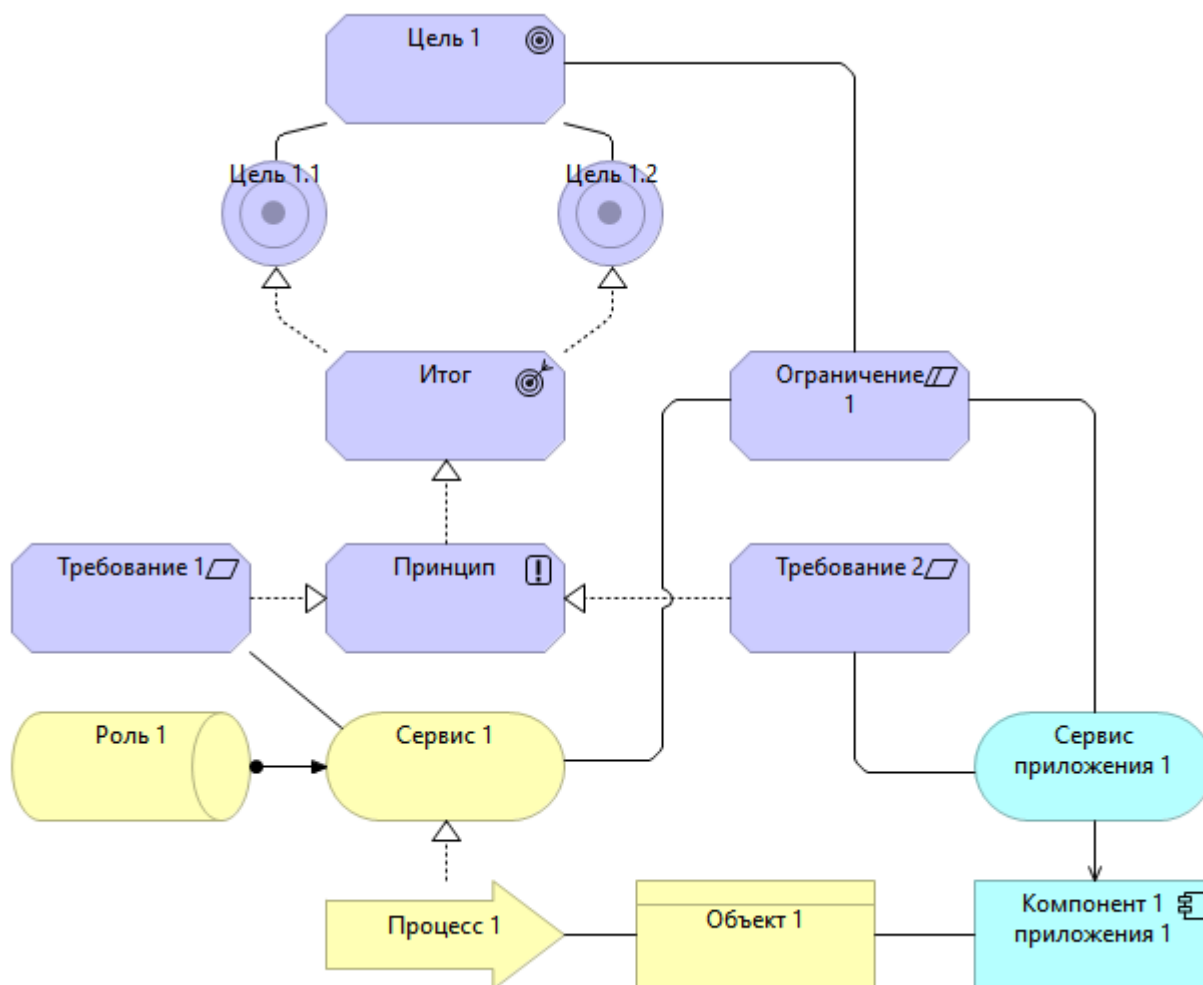 Цель 1
Цель 1.1
Цель 1.2
Итог
Ограничение
1
Требование 1
Принцип
Требование 2
Роль 1
Сервис 1
Сервис
приложения 1
Процесс 1
Объект 1
Компонент 1
приложения 1